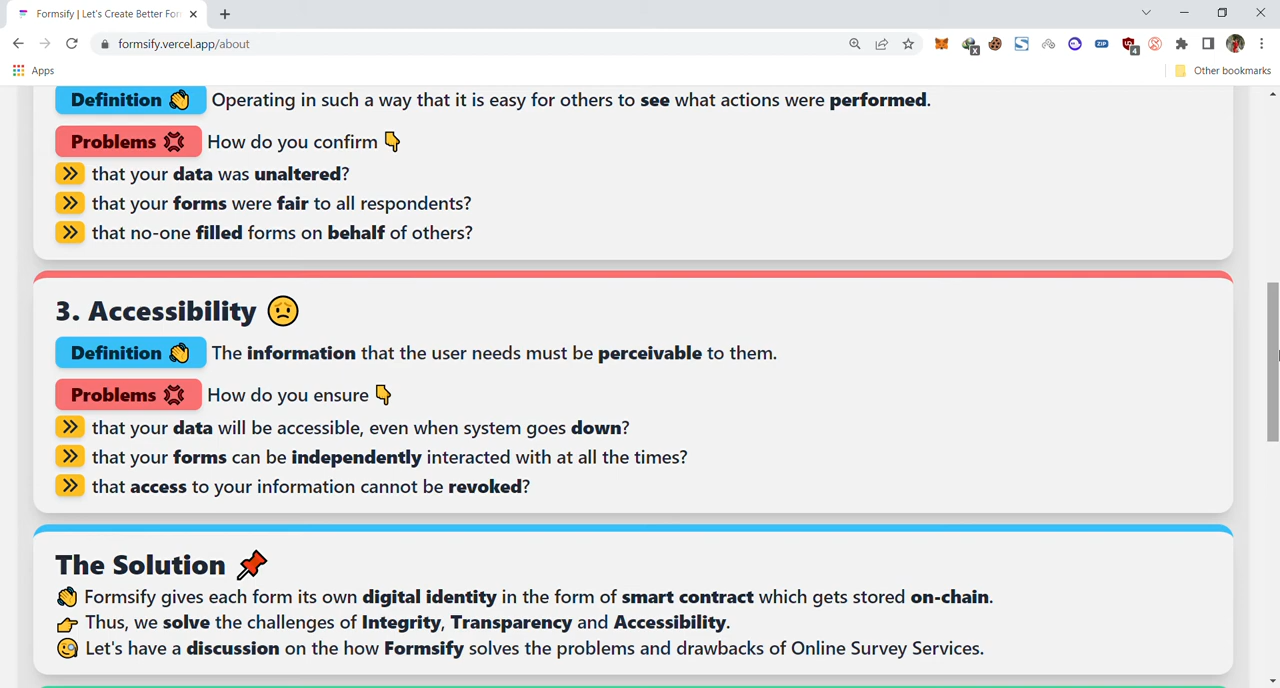 Formsify | Let's Create Better For
formsify.vercel.app/about
Apps
Other bookmarks
Definition 👋 Operating in such a way that it is easy for others to see what actions were performed.
Problems 💢 How do you confirm 👇
that your data was unaltered?
that your forms were fair to all respondents?
that no-one filled forms on behalf of others?
3. Accessibility 😟
Definition 👋 The information that the user needs must be perceivable to them.
Problems 💢 How do you ensure 👇
that your data will be accessible, even when system goes down?
that your forms can be independently interacted with at all the times?
that access to your information cannot be revoked?
The Solution 📌
👋 Formsify gives each form its own digital identity in the form of smart contract which gets stored on-chain.
👉 Thus, we solve the challenges of Integrity, Transparency and Accessibility.
🧐 Let's have a discussion on the how Formsify solves the problems and drawbacks of Online Survey Services.